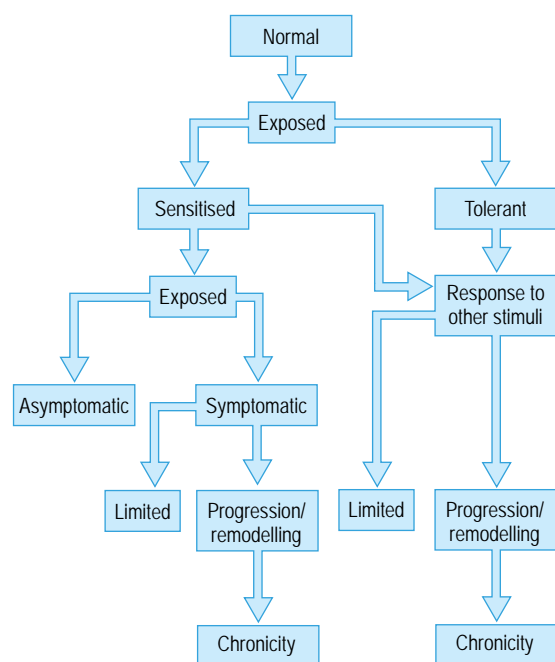 Normal
Exposed
Sensitised
Tolerant
Exposed
Response to
other stimuli
Asymptomatic
Symptomatic
Limited
Progression/
remodelling
Limited
Progression/
remodelling
Chronicity
Chronicity